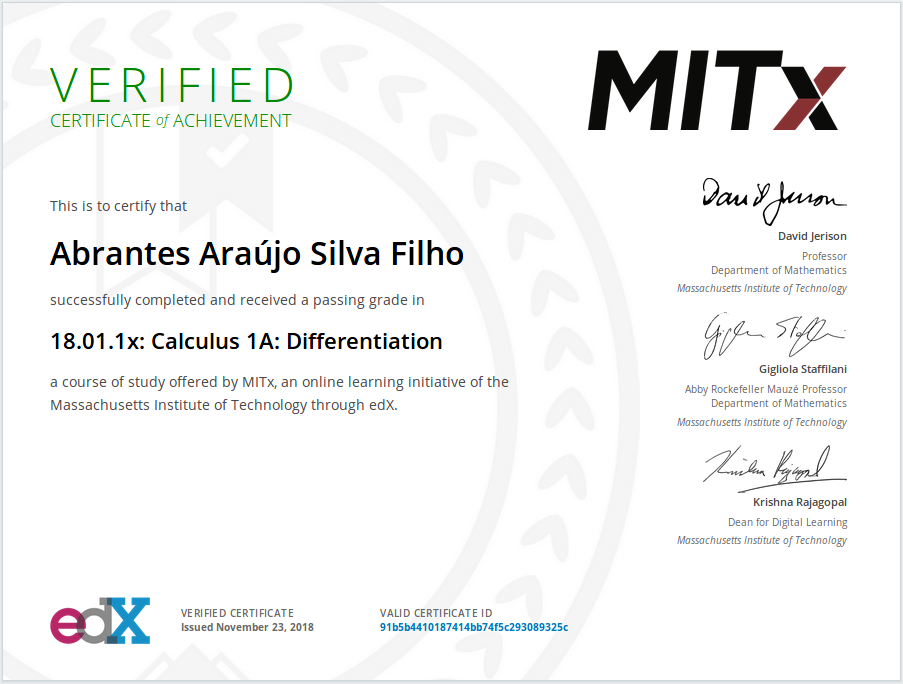 VERIFIED
CERTIFICATE of ACHIEVEMENT
MITx
This is to certify that
Abrantes Araújo Silva Filho
successfully completed and received a passing grade in
18.01.1x: Calculus 1A: Differentiation
a course of study offered by MITx, an online learning initiative of the
Massachusetts Institute of Technology through edX.
David Jerison
David Jerison
Professor
Department of Mathematics
Massachusetts Institute of Technology
Gigliola Staffilani
Gigliola Staffilani
Abby Rockefeller Mauzé Professor
Department of Mathematics
Massachusetts Institute of Technology
Krishna Rajagopal
Krishna Rajagopal
Dean for Digital Learning
Massachusetts Institute of Technology
edX
VERIFIED CERTIFICATE
Issued November 23, 2018
VALID CERTIFICATE ID
91b5b4410187414bb74f5c293089325c